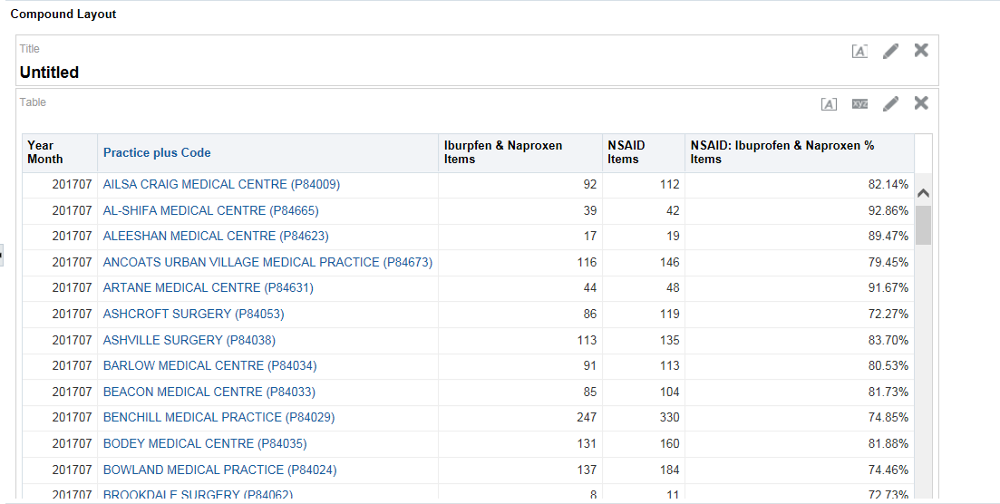 Compound Layout
Title
Untitled
Table
Year Month Practice plus Code Iburpfen & Naproxen Items NSAID Items NSAID: Ibuprofen & Naproxen % Items
201707 AILSA CRAIG MEDICAL CENTRE (P84009) 92 112 82.14%
201707 AL-SHIFA MEDICAL CENTRE (P84665) 39 42 92.86%
201707 ALEESHAN MEDICAL CENTRE (P84623) 17 19 89.47%
201707 ANCOATS URBAN VILLAGE MEDICAL PRACTICE (P84673) 116 146 79.45%
201707 ARTANE MEDICAL CENTRE (P84631) 44 48 91.67%
201707 ASHCROFT SURGERY (P84053) 86 119 72.27%
201707 ASHVILLE SURGERY (P84038) 113 135 83.70%
201707 BARLOW MEDICAL CENTRE (P84034) 91 113 80.53%
201707 BEACON MEDICAL CENTRE (P84033) 85 104 81.73%
201707 BENCHILL MEDICAL PRACTICE (P84029) 247 330 74.85%
201707 BODEY MEDICAL CENTRE (P84035) 131 160 81.88%
201707 BOWLAND MEDICAL PRACTICE (P84024) 137 184 74.46%
201707 BROOKDALE SURGERY (P84062) 8 11 72.73%